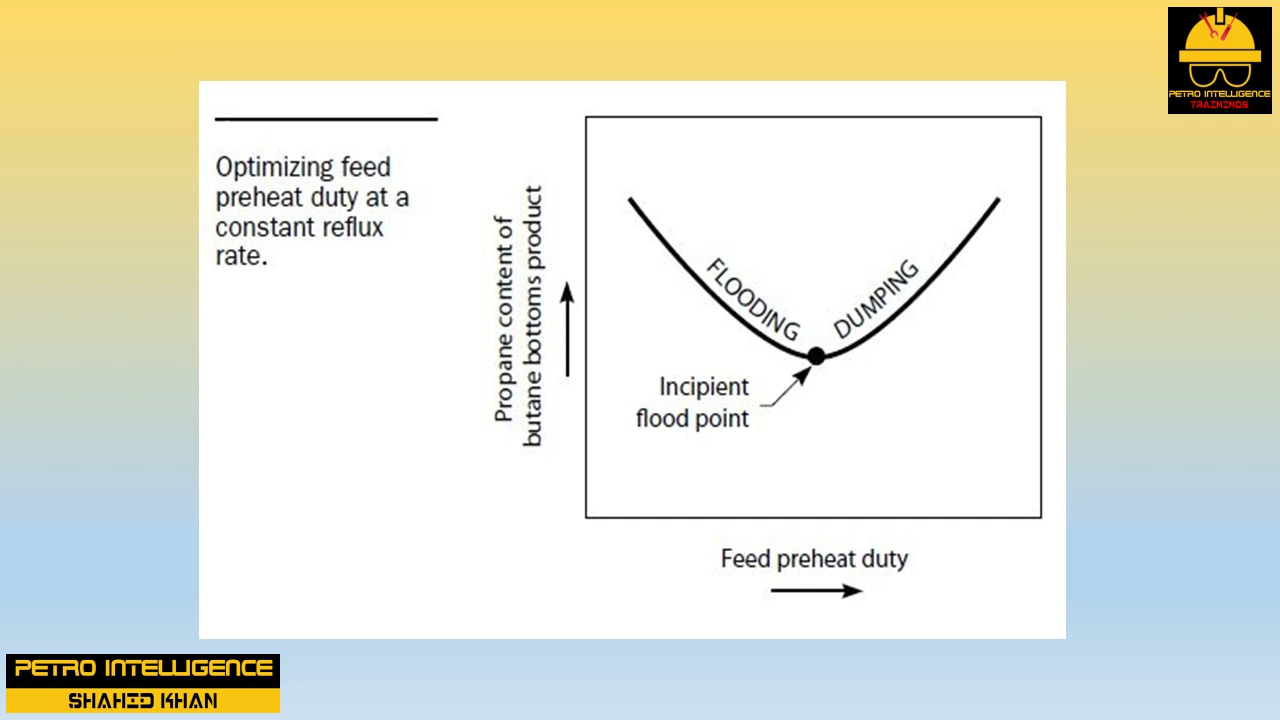 PETRO INTELLIGENCE
TRAININGS
Optimizing feed
preheat duty at a
constant reflux
rate.
Propane content of
butane bottoms product
FLOODING
DUMPING
Incipient
flood point
Feed preheat duty
PETRO INTELLIGENCE
SHAHID KHAN